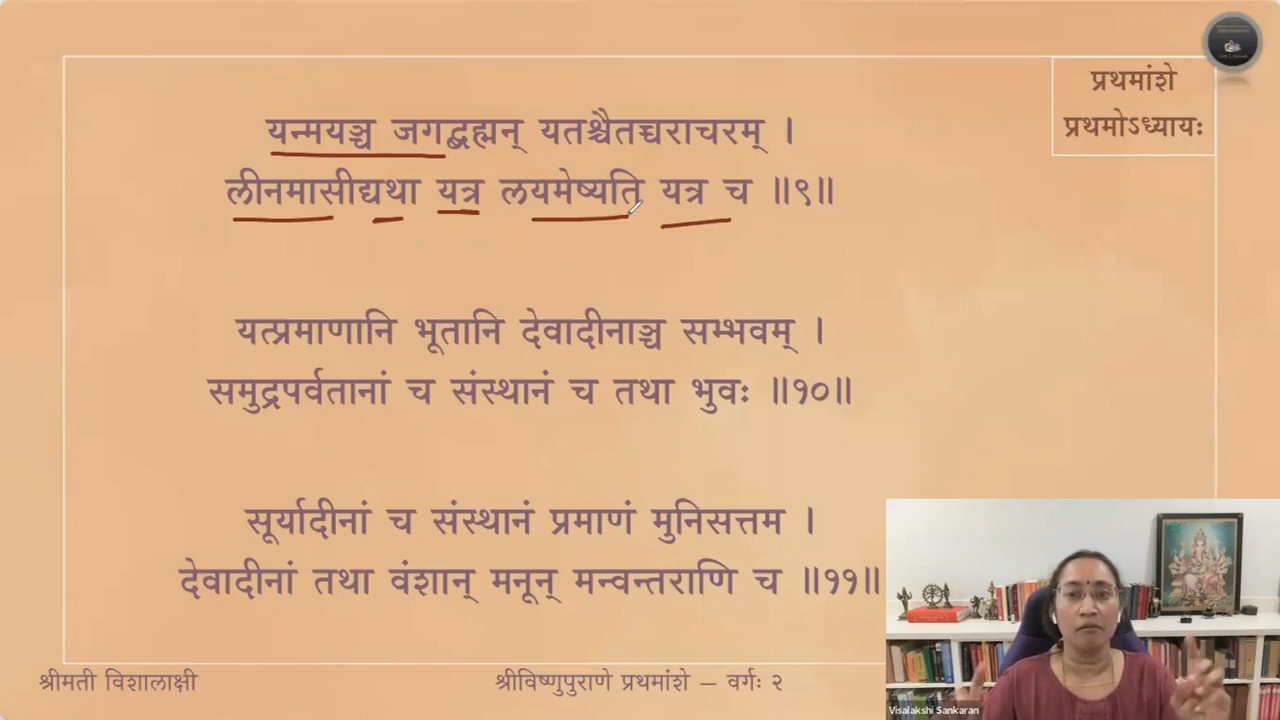 प्रथमांशे
प्रथमोऽध्यायः
यन्मयञ्च जगद्ब्रह्मन् यतश्चैतच्चराचरम् ।
लीनमासीद्यथा यत्र लयमेष्यति यत्र च ॥९॥
यत्प्रमाणानि भूतानि देवादीनाञ्च सम्भवम् ।
समुद्रपर्वतानां च संस्थानं च तथा भुवः ॥१०॥
सूर्यादीनां च संस्थानं प्रमाणं मुनिसत्तम ।
देवादीनां तथा वंशान् मनून् मन्वन्तराणि च ॥११॥
श्रीमती विशालाक्षी
श्रीविष्णुपुराणे प्रथमांशे – वर्गः २
Visalakshi Sankaran